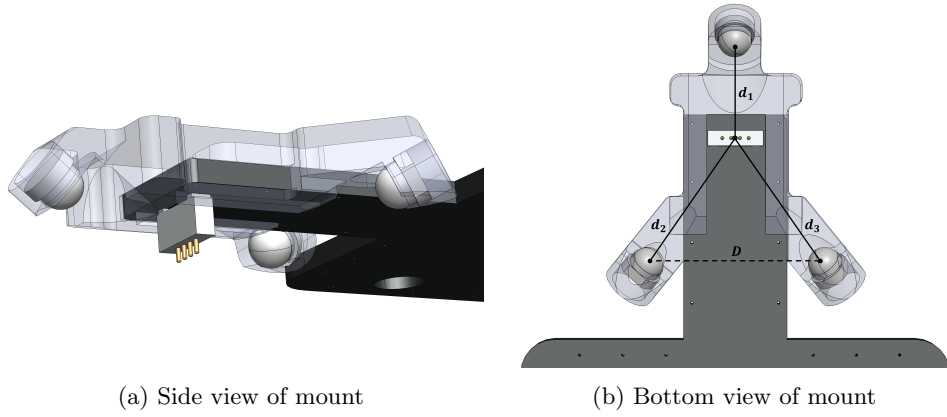 d₁
d₂
d₃
D
(a) Side view of mount
(b) Bottom view of mount